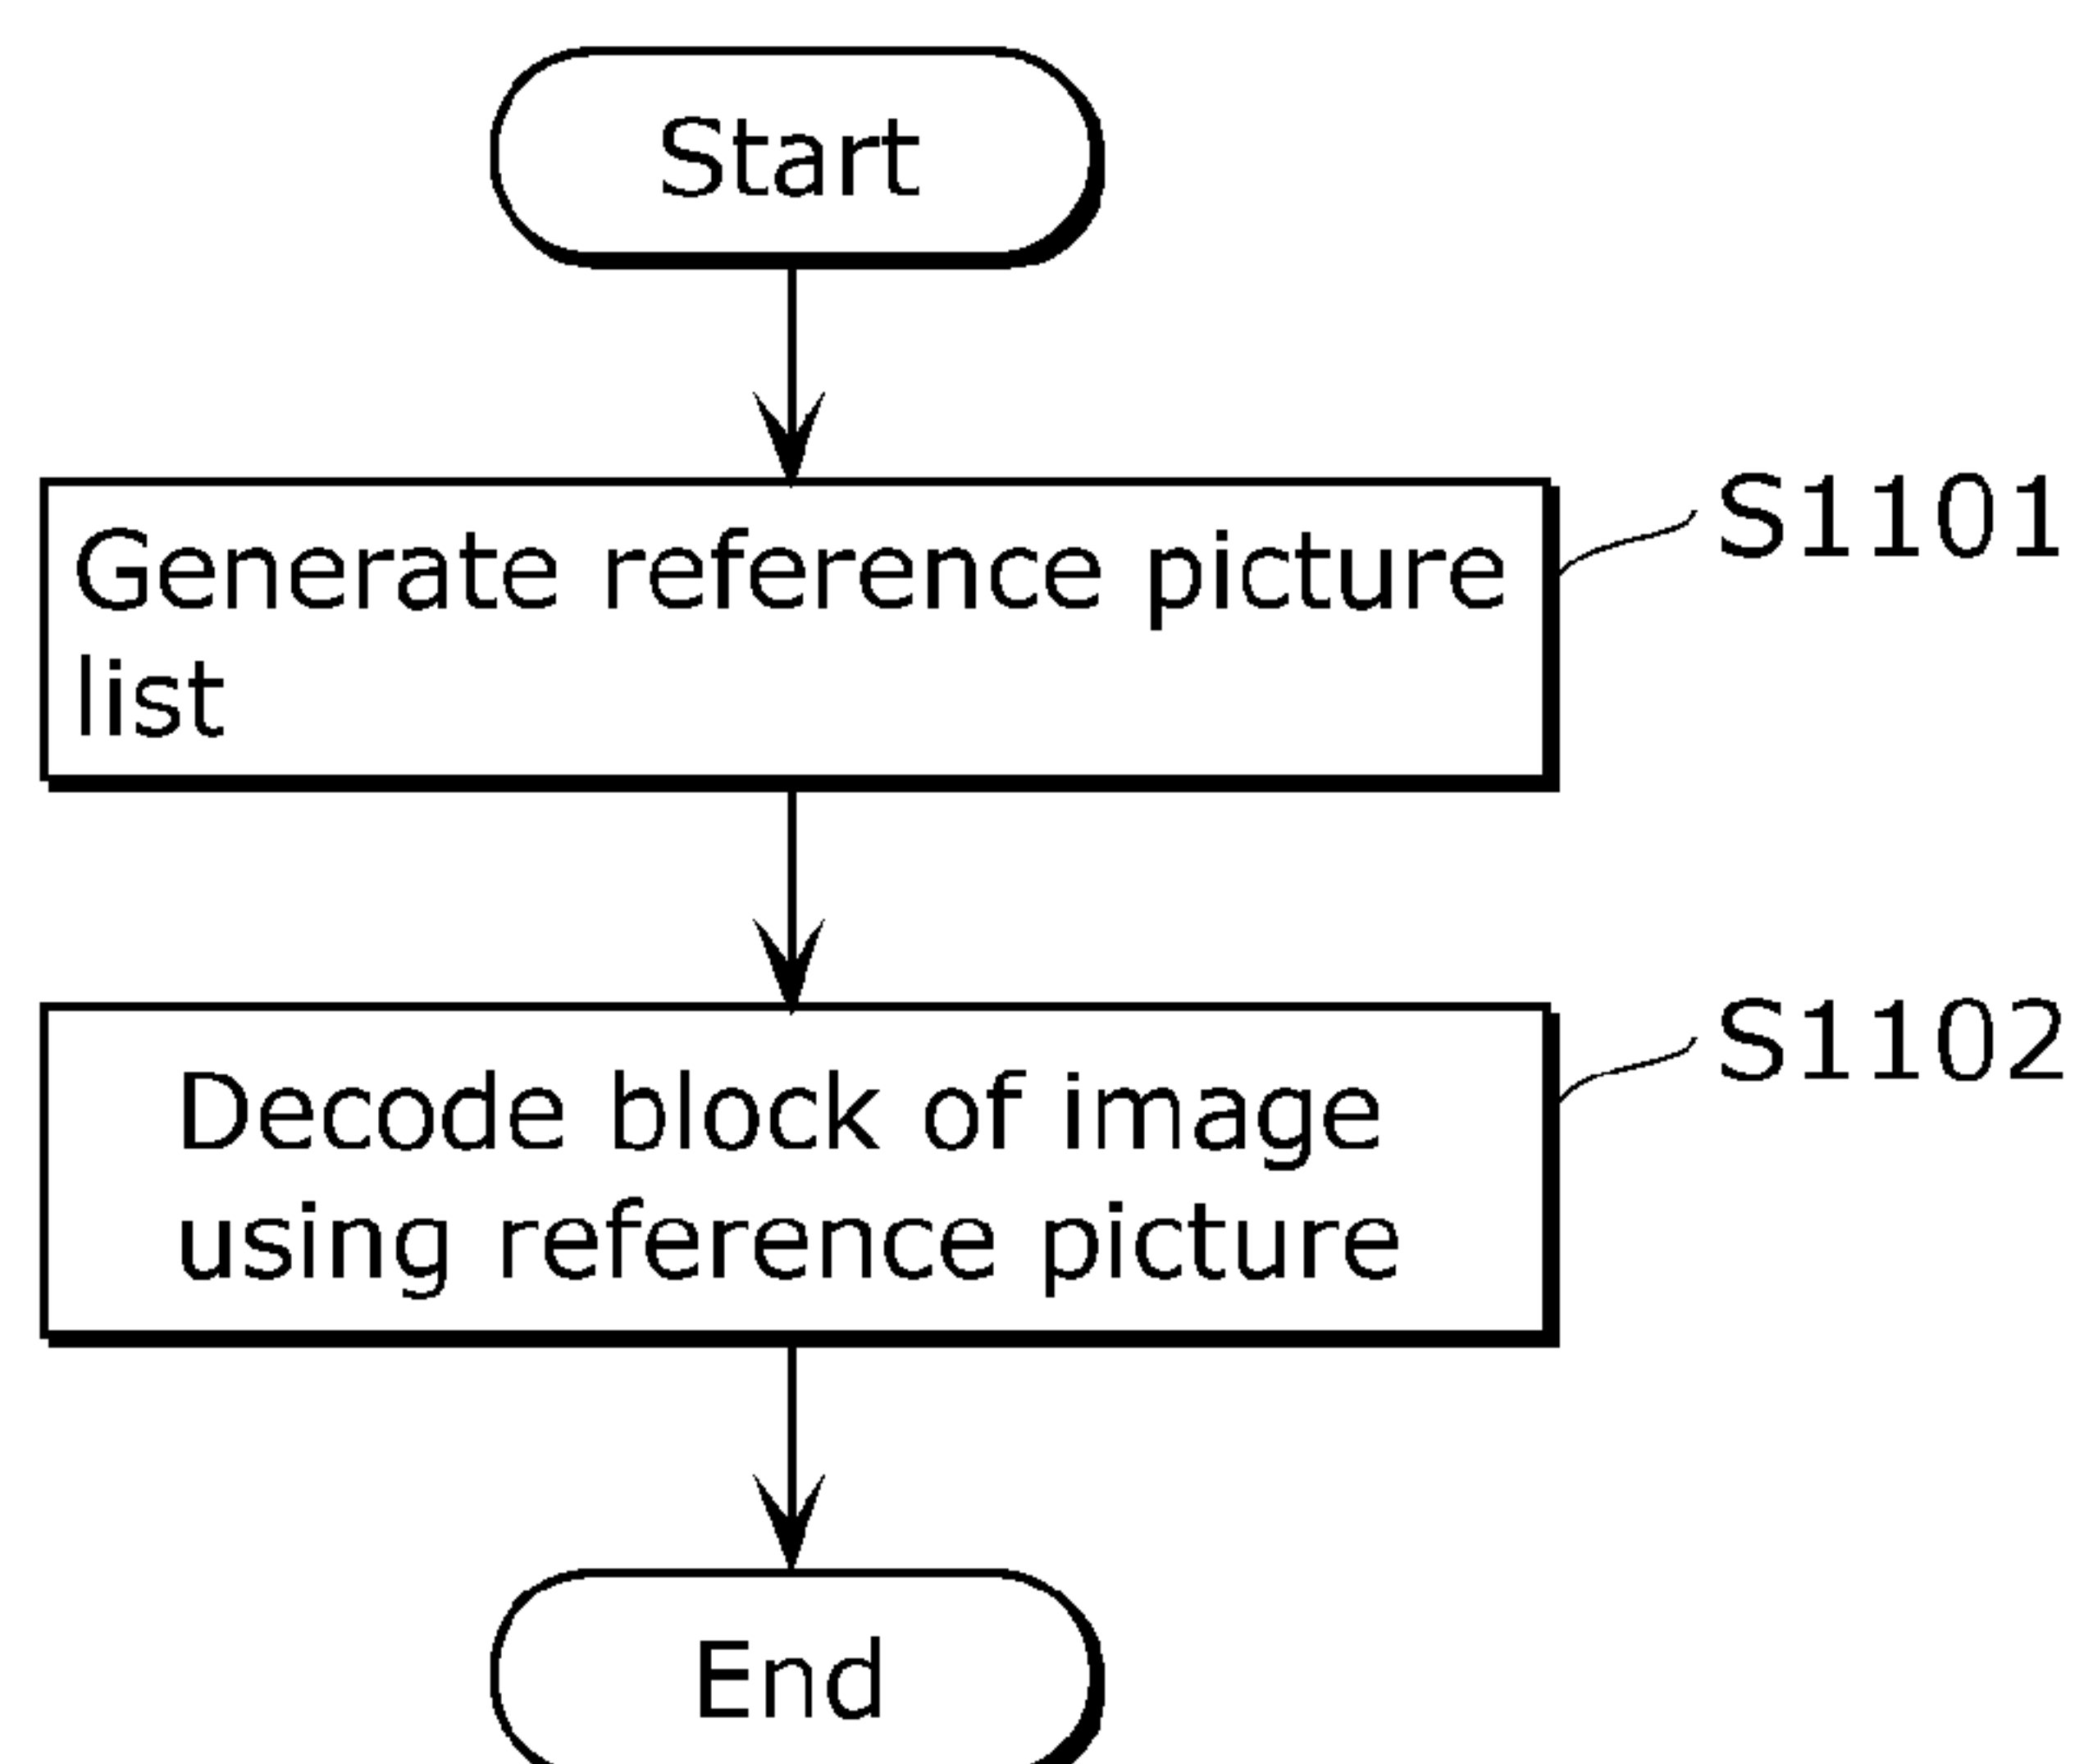 Start
Generate reference picture
list
S1101
Decode block of image
using reference picture
S1102
End